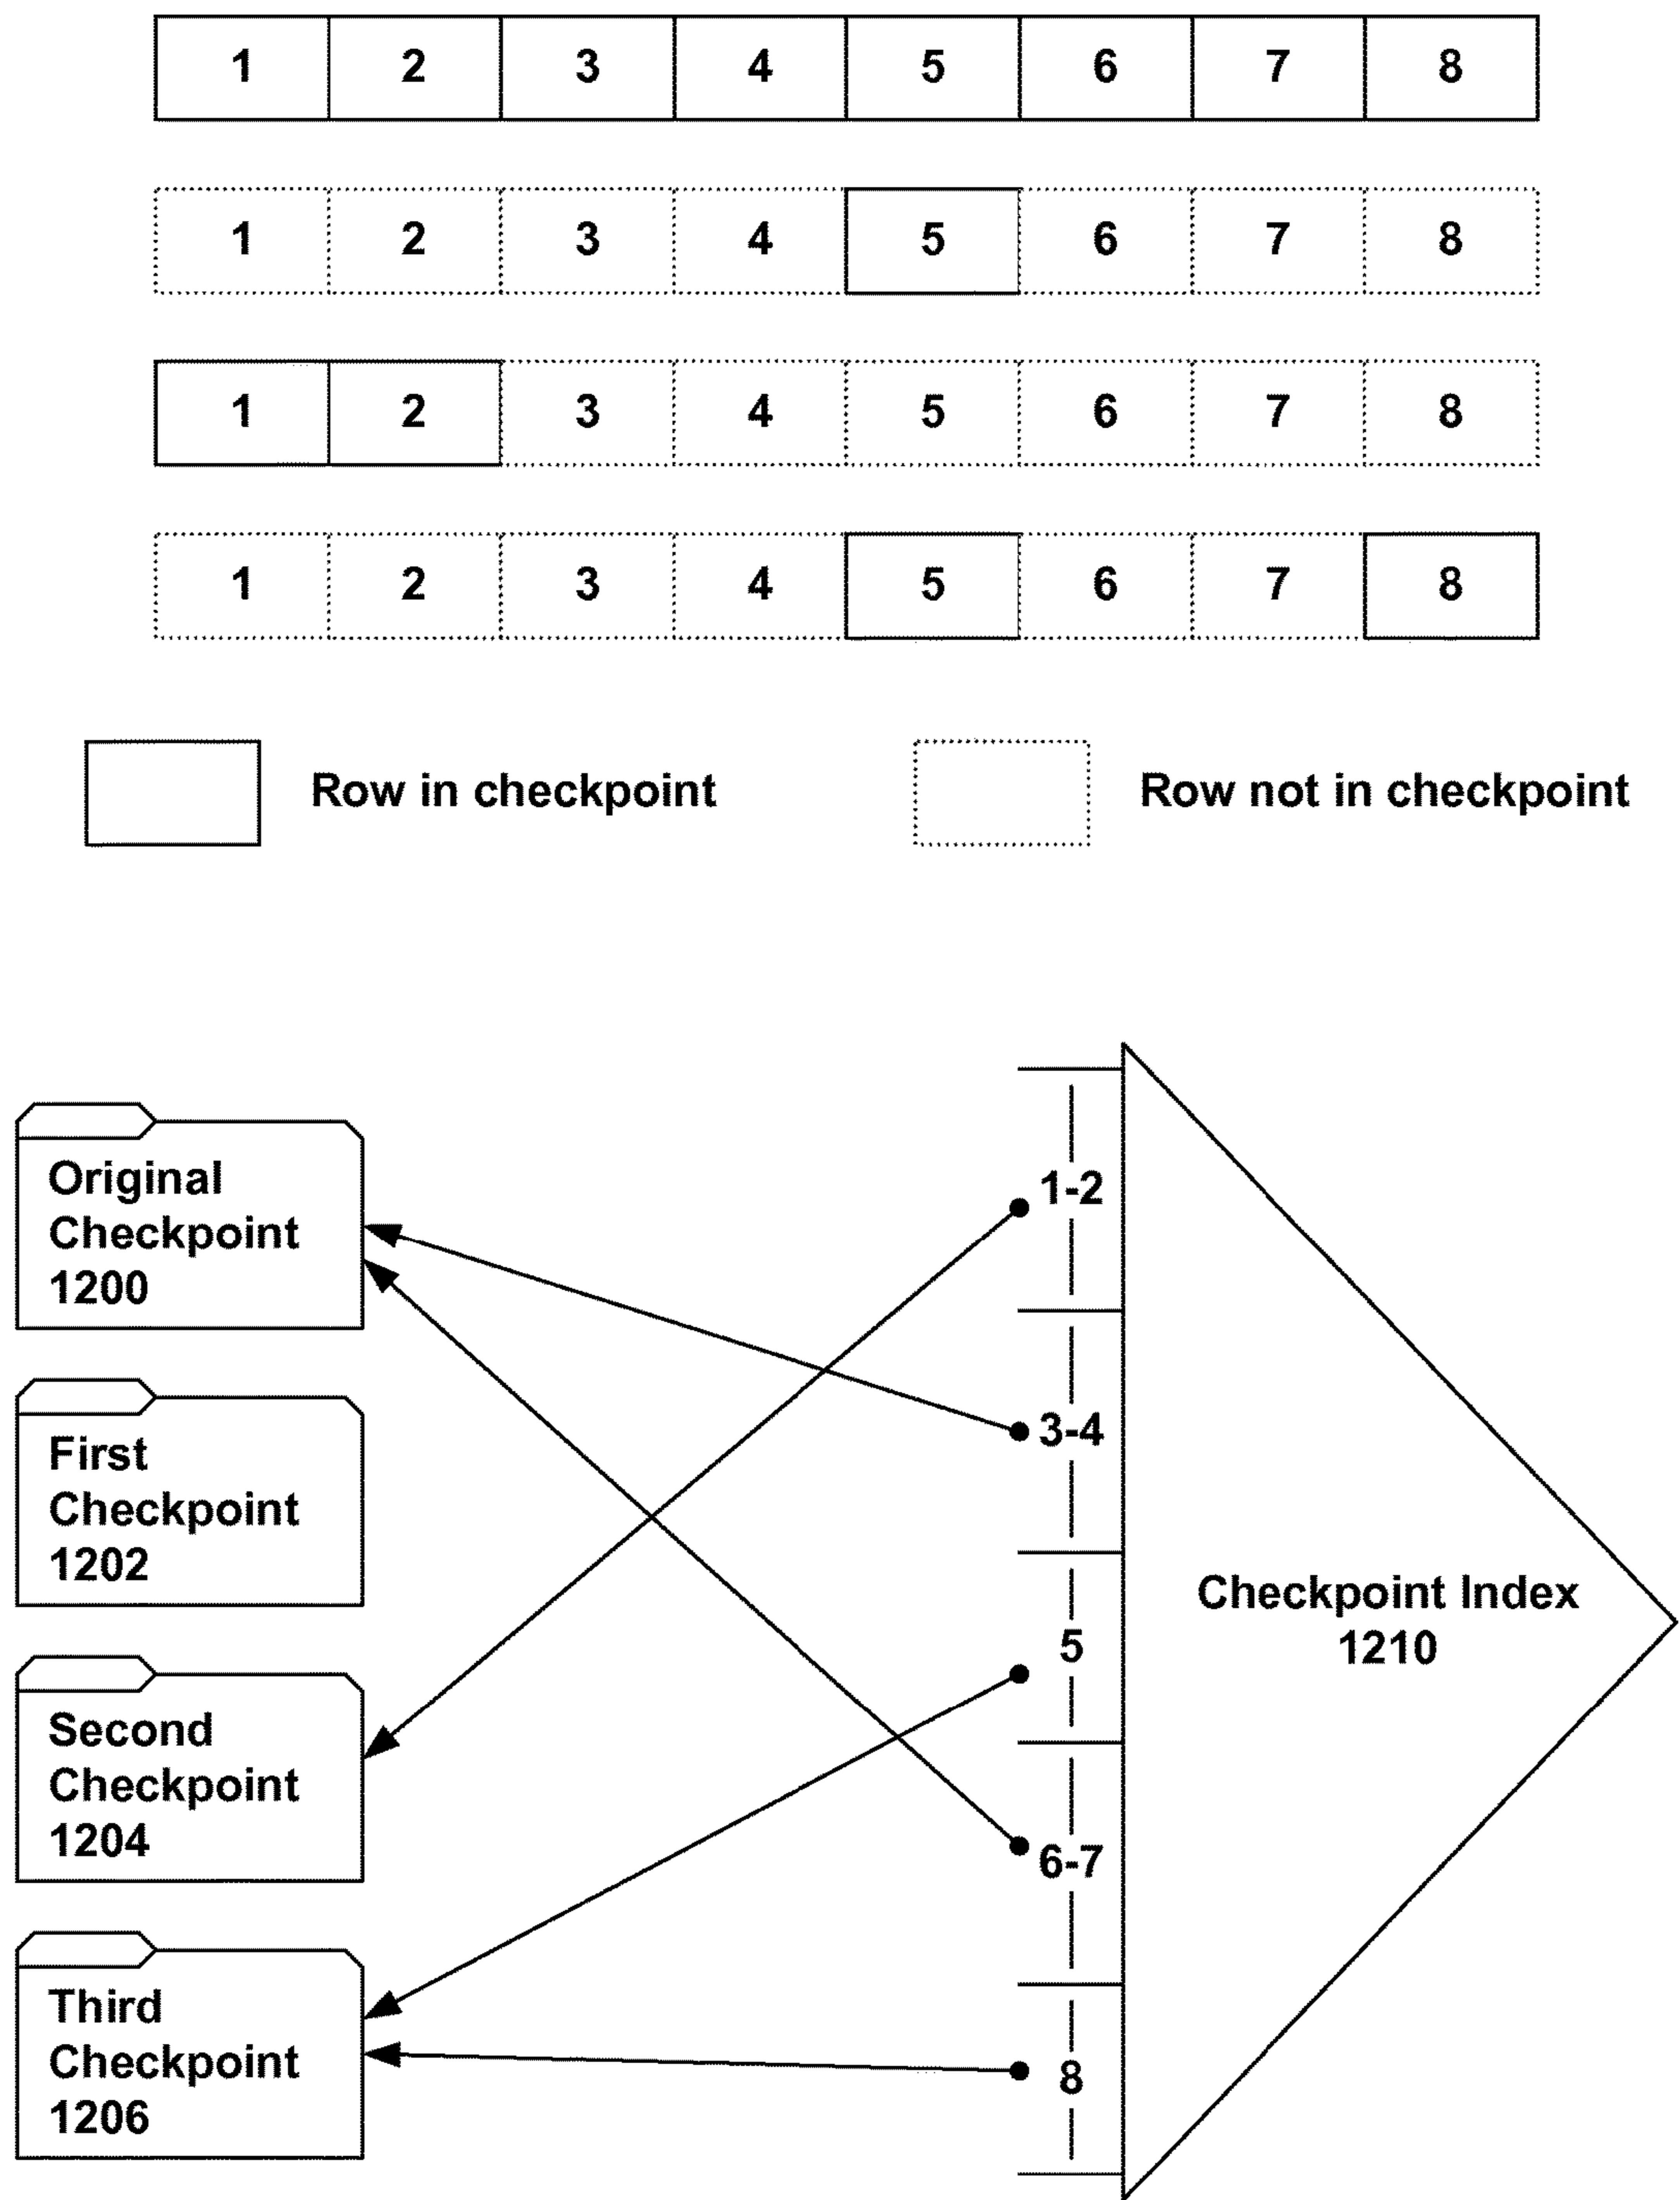 1 2 3 4 5 6 7 8
1 2 3 4 5 6 7 8
1 2 3 4 5 6 7 8
1 2 3 4 5 6 7 8
Row in checkpoint
Row not in checkpoint
Original
Checkpoint
1200
First
Checkpoint
1202
Second
Checkpoint
1204
Third
Checkpoint
1206
1-2
3-4
5
6-7
8
Checkpoint Index
1210